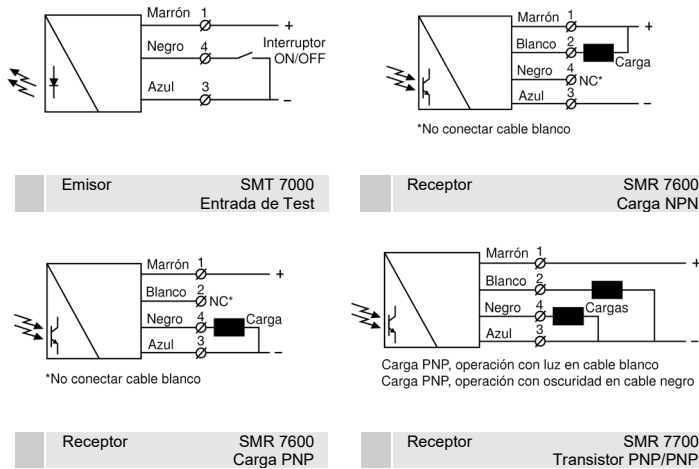 Marrón 1
+
Negro 4
Interruptor
ON/OFF
Azul 3
−
Emisor SMT 7000
Entrada de Test
Marrón 1
+
Blanco 2
Carga
Negro 4
NC*
Azul 3
−
*No conectar cable blanco
Receptor SMR 7600
Carga NPN
Marrón 1
+
Blanco 2
NC*
Negro 4
Carga
Azul 3
−
*No conectar cable blanco
Receptor SMR 7600
Carga PNP
Marrón 1
+
Blanco 2
Negro 4
Cargas
Azul 3
−
Carga PNP, operación con luz en cable blanco
Carga PNP, operación con oscuridad en cable negro
Receptor SMR 7700
Transistor PNP/PNP